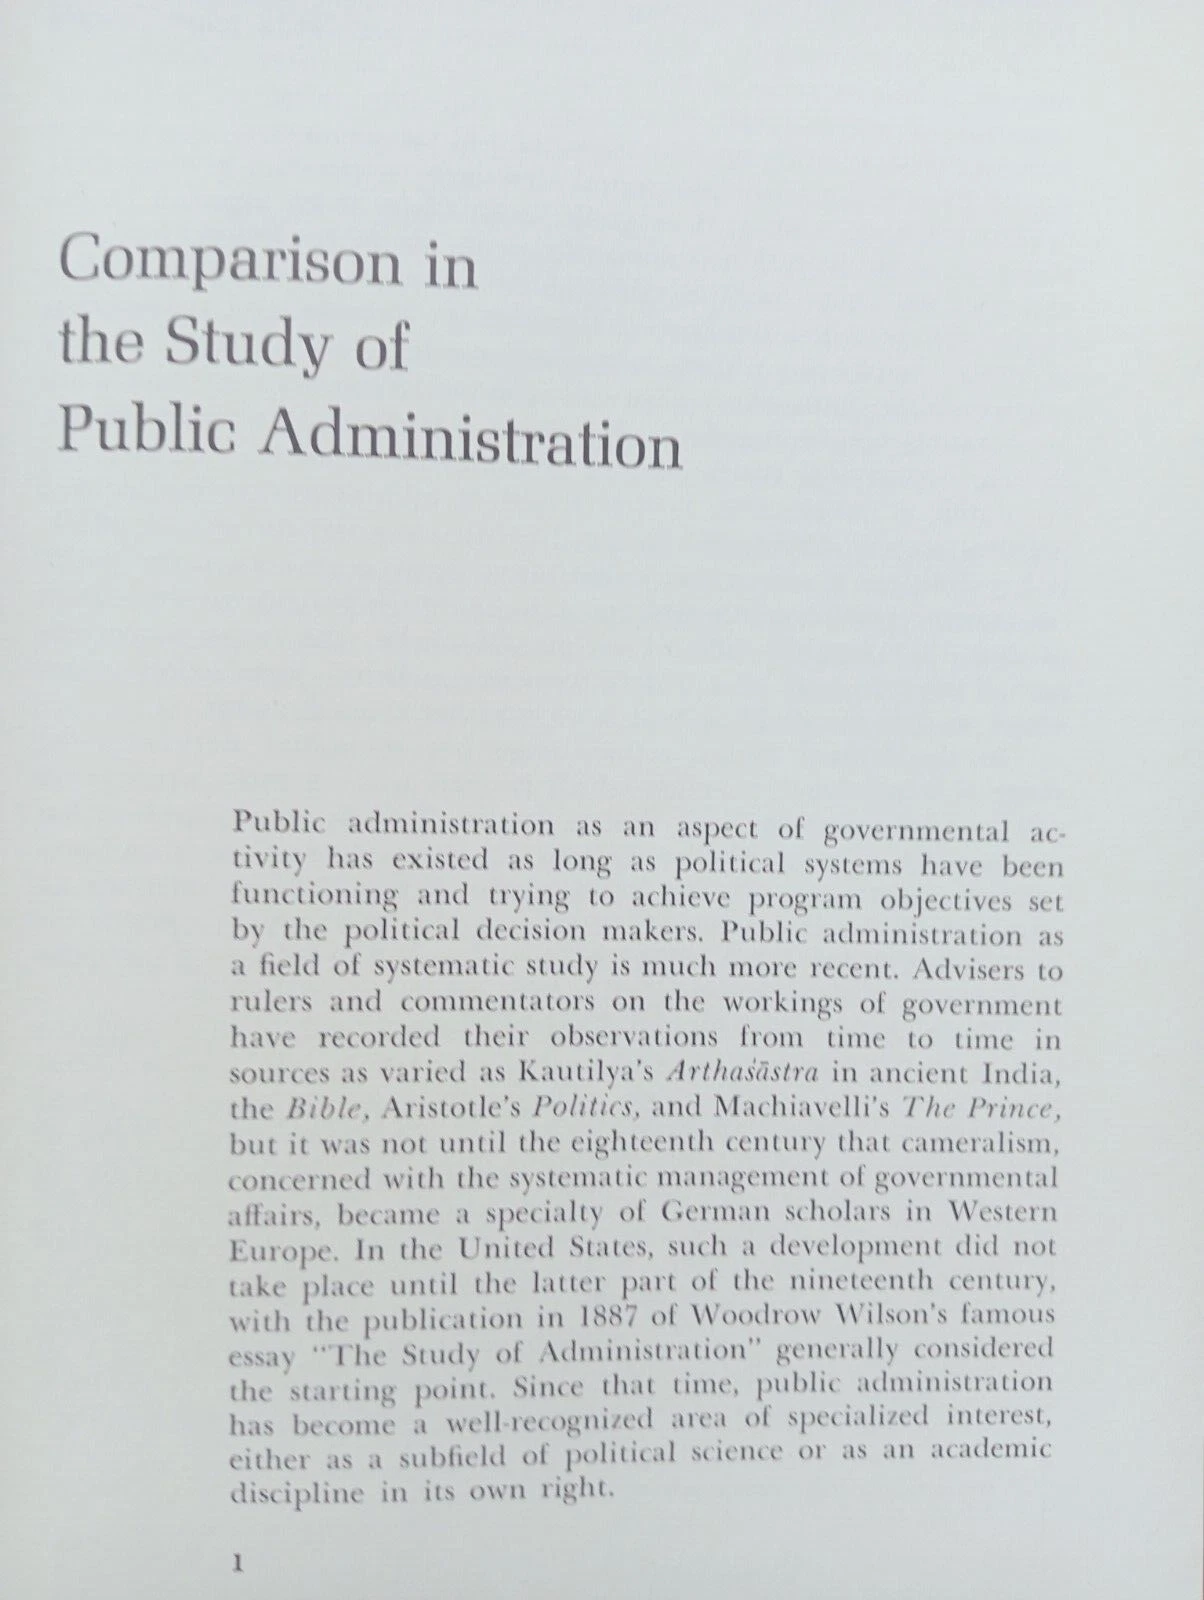 Comparison in
the Study of
Public Administration
Public administration as an aspect of governmental ac-
tivity has existed as long as political systems have been
functioning and trying to achieve program objectives set
by the political decision makers. Public administration as
a field of systematic study is much more recent. Advisers to
rulers and commentators on the workings of government
have recorded their observations from time to time in
sources as varied as Kautilya's Arthaśāstra in ancient India,
the Bible, Aristotle's Politics, and Machiavelli's The Prince,
but it was not until the eighteenth century that cameralism,
concerned with the systematic management of governmental
affairs, became a specialty of German scholars in Western
Europe. In the United States, such a development did not
take place until the latter part of the nineteenth century,
with the publication in 1887 of Woodrow Wilson's famous
essay "The Study of Administration" generally considered
the starting point. Since that time, public administration
has become a well-recognized area of specialized interest,
either as a subfield of political science or as an academic
discipline in its own right.
1